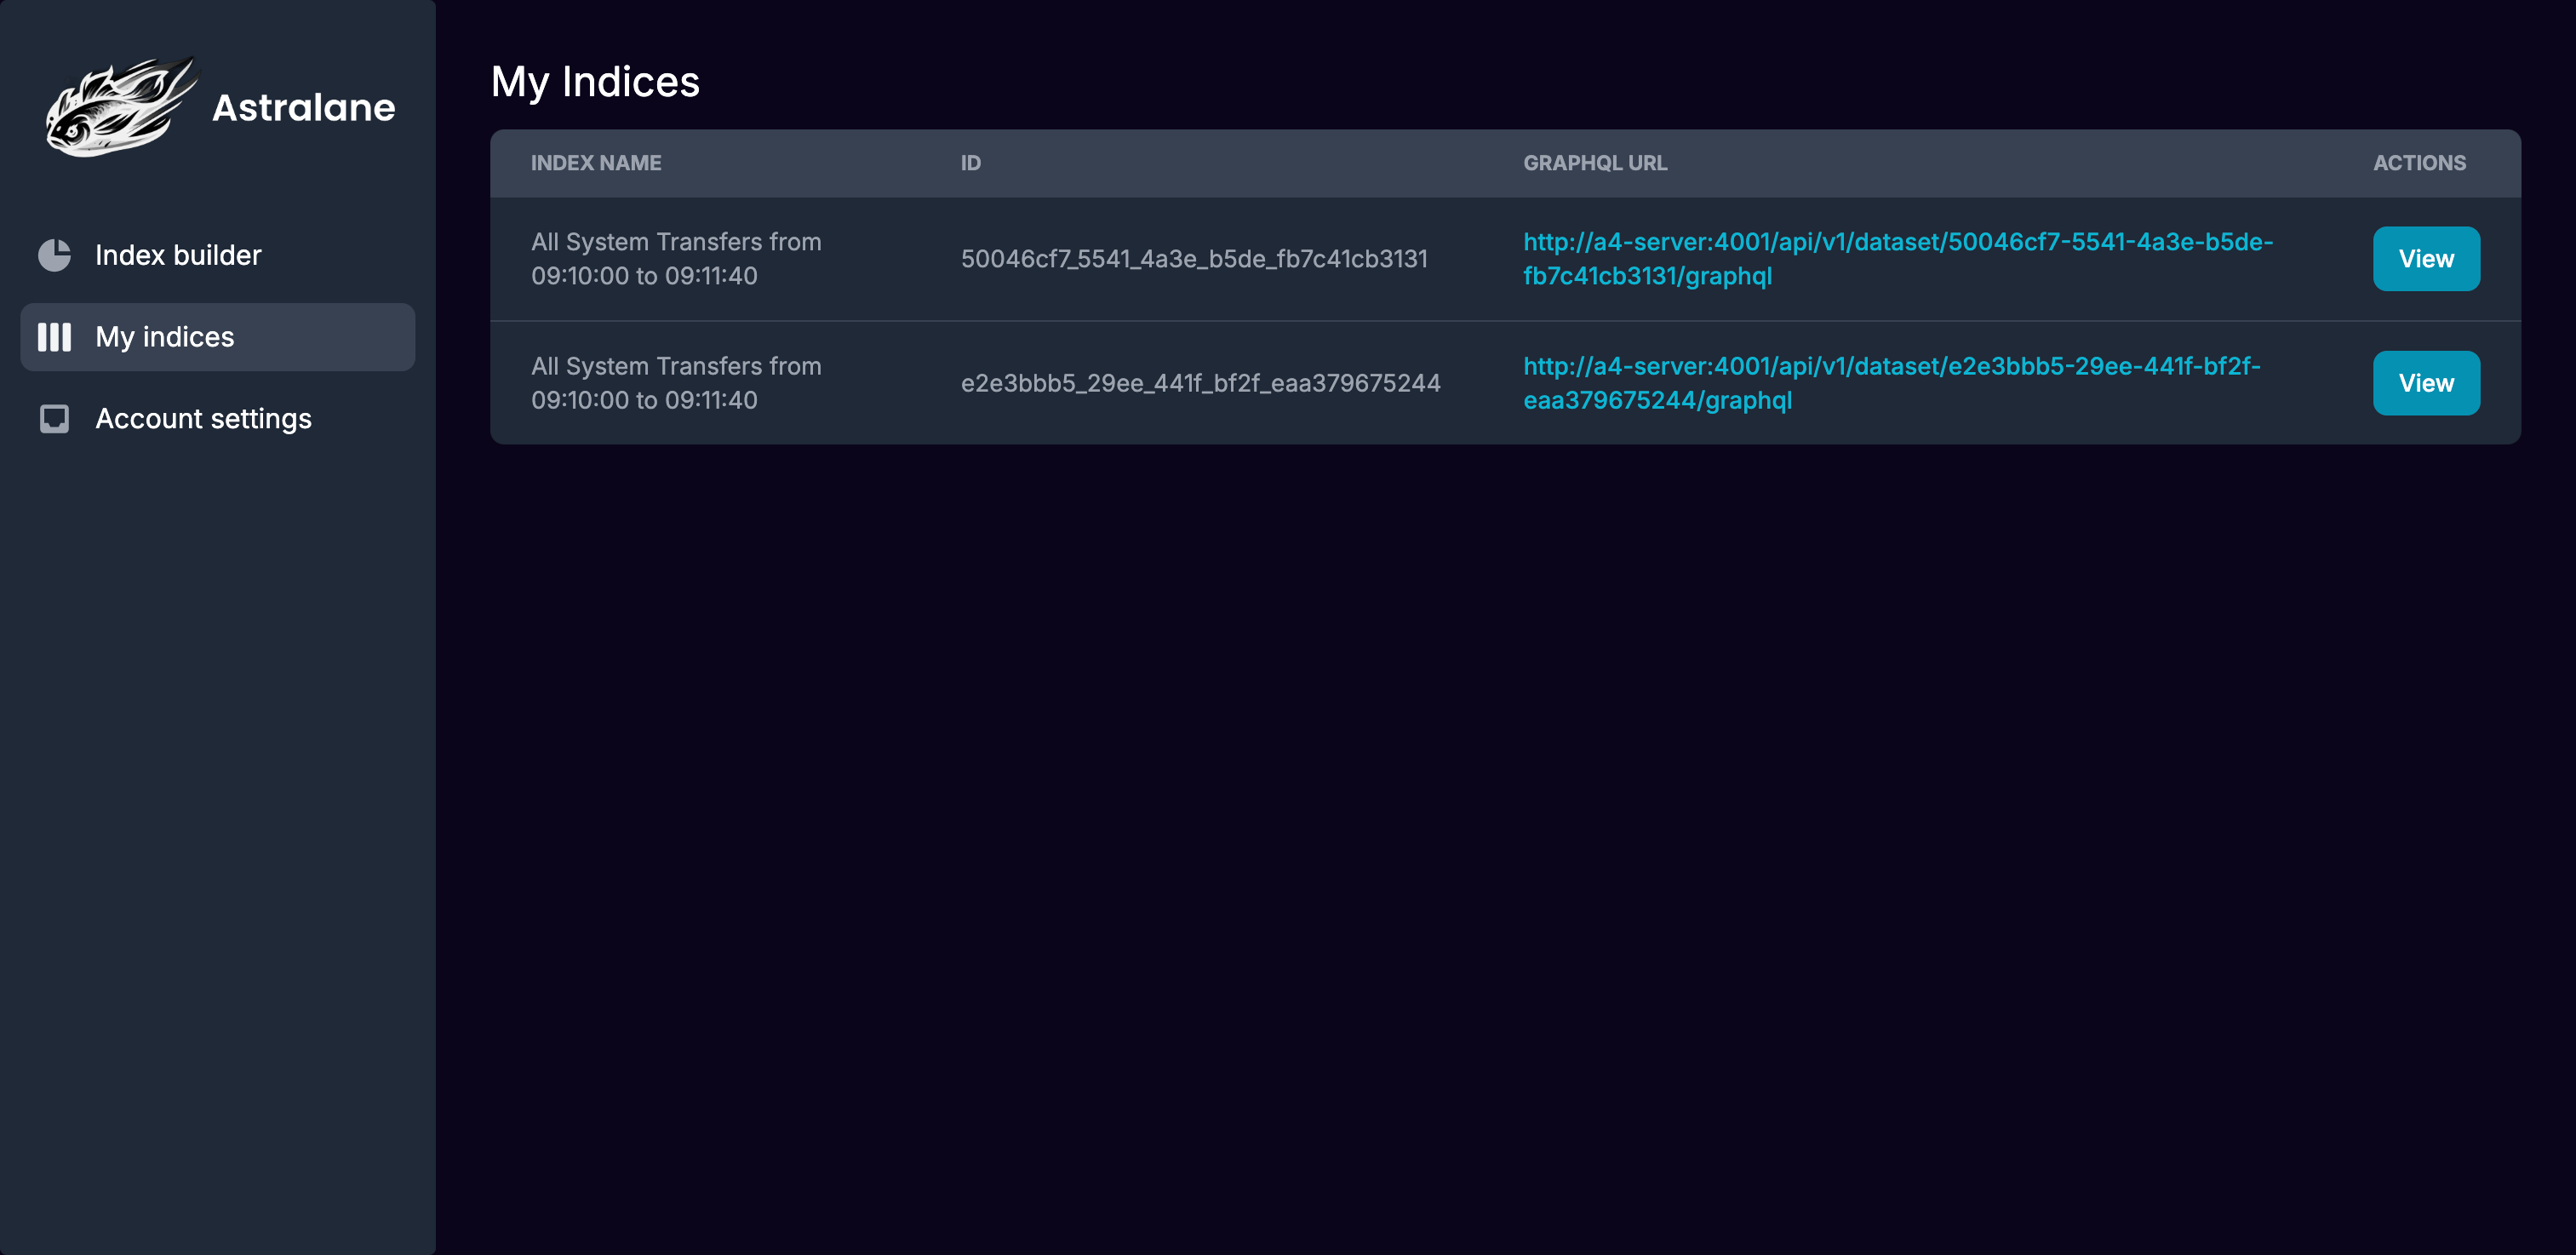 Astralane
Index builder
My indices
Account settings
My Indices
INDEX NAME ID GRAPHQL URL ACTIONS
All System Transfers from
09:10:00 to 09:11:40
50046cf7_5541_4a3e_b5de_fb7c41cb3131
http://a4-server:4001/api/v1/dataset/50046cf7-5541-4a3e-b5de-
fb7c41cb3131/graphql
View
All System Transfers from
09:10:00 to 09:11:40
e2e3bbb5_29ee_441f_bf2f_eaa379675244
http://a4-server:4001/api/v1/dataset/e2e3bbb5-29ee-441f-bf2f-
eaa379675244/graphql
View